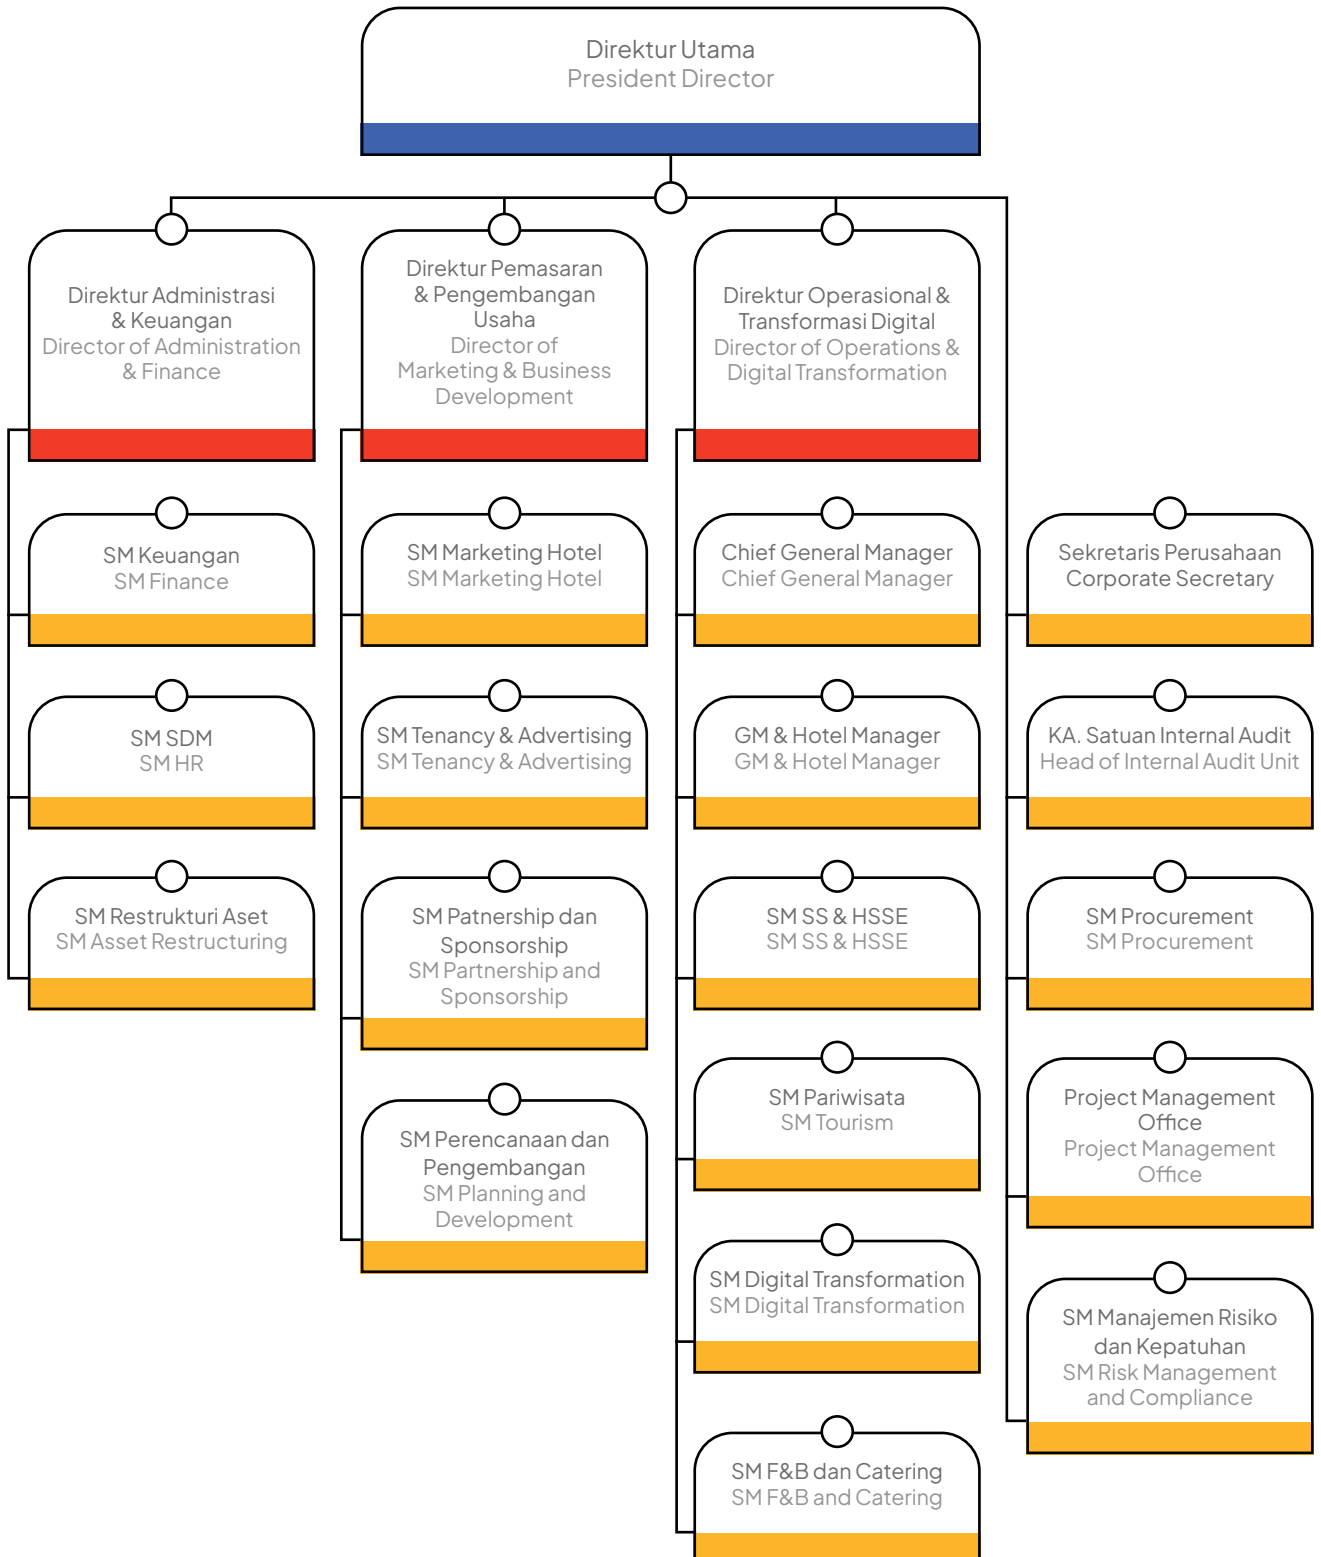 Direktur Utama
President Director
Direktur Administrasi
& Keuangan
Director of Administration
& Finance
Direktur Pemasaran
& Pengembangan
Usaha
Director of
Marketing & Business
Development
Direktur Operasional &
Transformasi Digital
Director of Operations &
Digital Transformation
SM Keuangan
SM Finance
SM SDM
SM HR
SM Restrukturi Aset
SM Asset Restructuring
SM Marketing Hotel
SM Marketing Hotel
SM Tenancy & Advertising
SM Tenancy & Advertising
SM Patnership dan
Sponsorship
SM Partnership and
Sponsorship
SM Perencanaan dan
Pengembangan
SM Planning and
Development
Chief General Manager
Chief General Manager
GM & Hotel Manager
GM & Hotel Manager
SM SS & HSSE
SM SS & HSSE
SM Pariwisata
SM Tourism
SM Digital Transformation
SM Digital Transformation
SM F&B dan Catering
SM F&B and Catering
Sekretaris Perusahaan
Corporate Secretary
KA. Satuan Internal Audit
Head of Internal Audit Unit
SM Procurement
SM Procurement
Project Management
Office
Project Management
Office
SM Manajemen Risiko
dan Kepatuhan
SM Risk Management
and Compliance